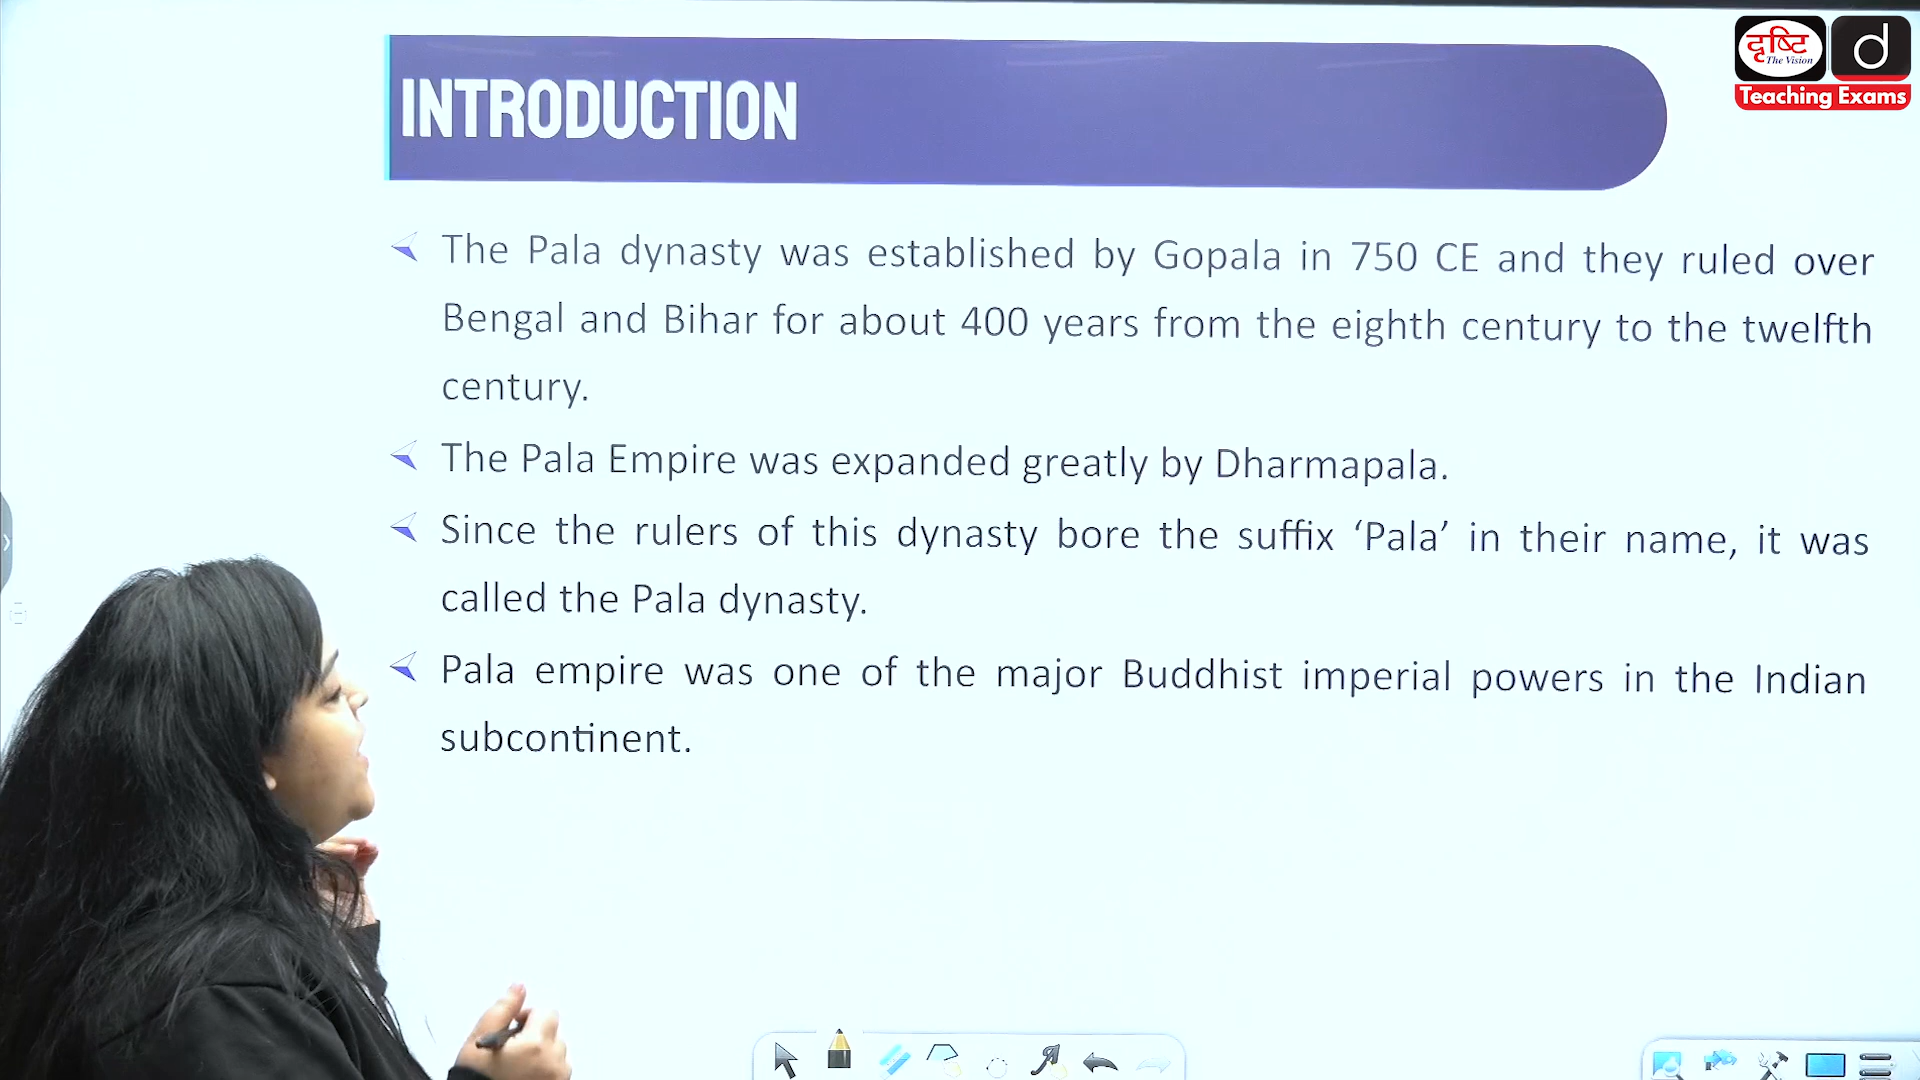 दृष्टि
The Vision
d
Teaching Exams
INTRODUCTION
The Pala dynasty was established by Gopala in 750 CE and they ruled over
Bengal and Bihar for about 400 years from the eighth century to the twelfth
century.
The Pala Empire was expanded greatly by Dharmapala.
Since the rulers of this dynasty bore the suffix ‘Pala’ in their name, it was
called the Pala dynasty.
Pala empire was one of the major Buddhist imperial powers in the Indian
subcontinent.